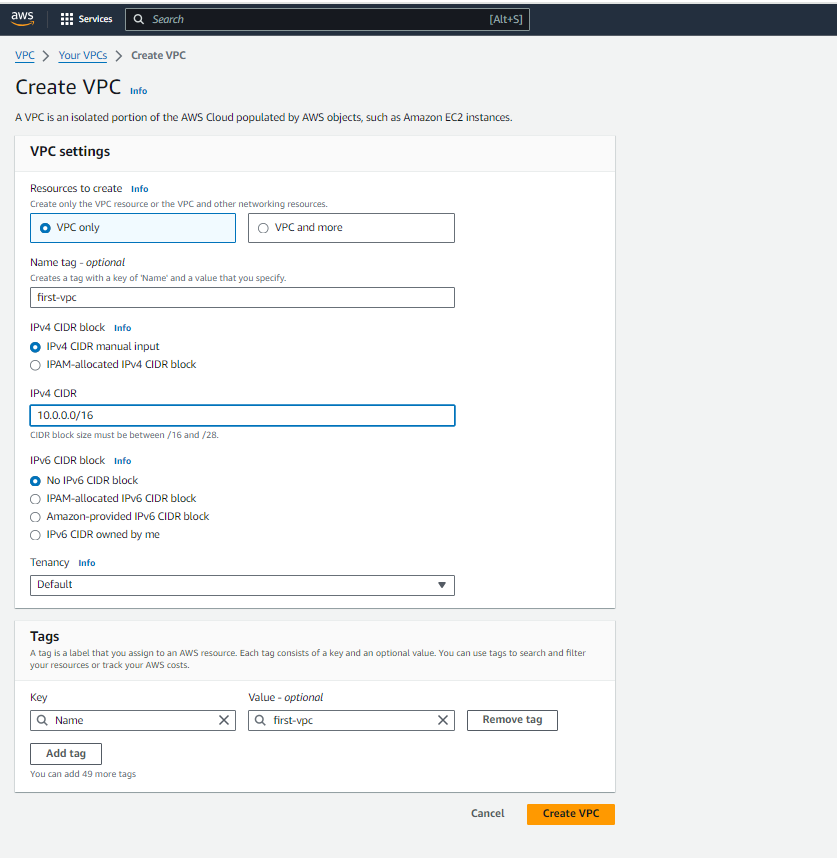 aws Services Search [Alt+S]
VPC > Your VPCs > Create VPC
Create VPC Info
A VPC is an isolated portion of the AWS Cloud populated by AWS objects, such as Amazon EC2 instances.
VPC settings
Resources to create Info
Create only the VPC resource or the VPC and other networking resources.
VPC only VPC and more
Name tag - optional
Creates a tag with a key of 'Name' and a value that you specify.
first-vpc
IPv4 CIDR block Info
IPv4 CIDR manual input
IPAM-allocated IPv4 CIDR block
IPv4 CIDR
10.0.0.0/16
CIDR block size must be between /16 and /28.
IPv6 CIDR block Info
No IPv6 CIDR block
IPAM-allocated IPv6 CIDR block
Amazon-provided IPv6 CIDR block
IPv6 CIDR owned by me
Tenancy Info
Default
Tags
A tag is a label that you assign to an AWS resource. Each tag consists of a key and an optional value. You can use tags to search and filter
your resources or track your AWS costs.
Key Value - optional
Name first-vpc Remove tag
Add tag
You can add 49 more tags
Cancel Create VPC